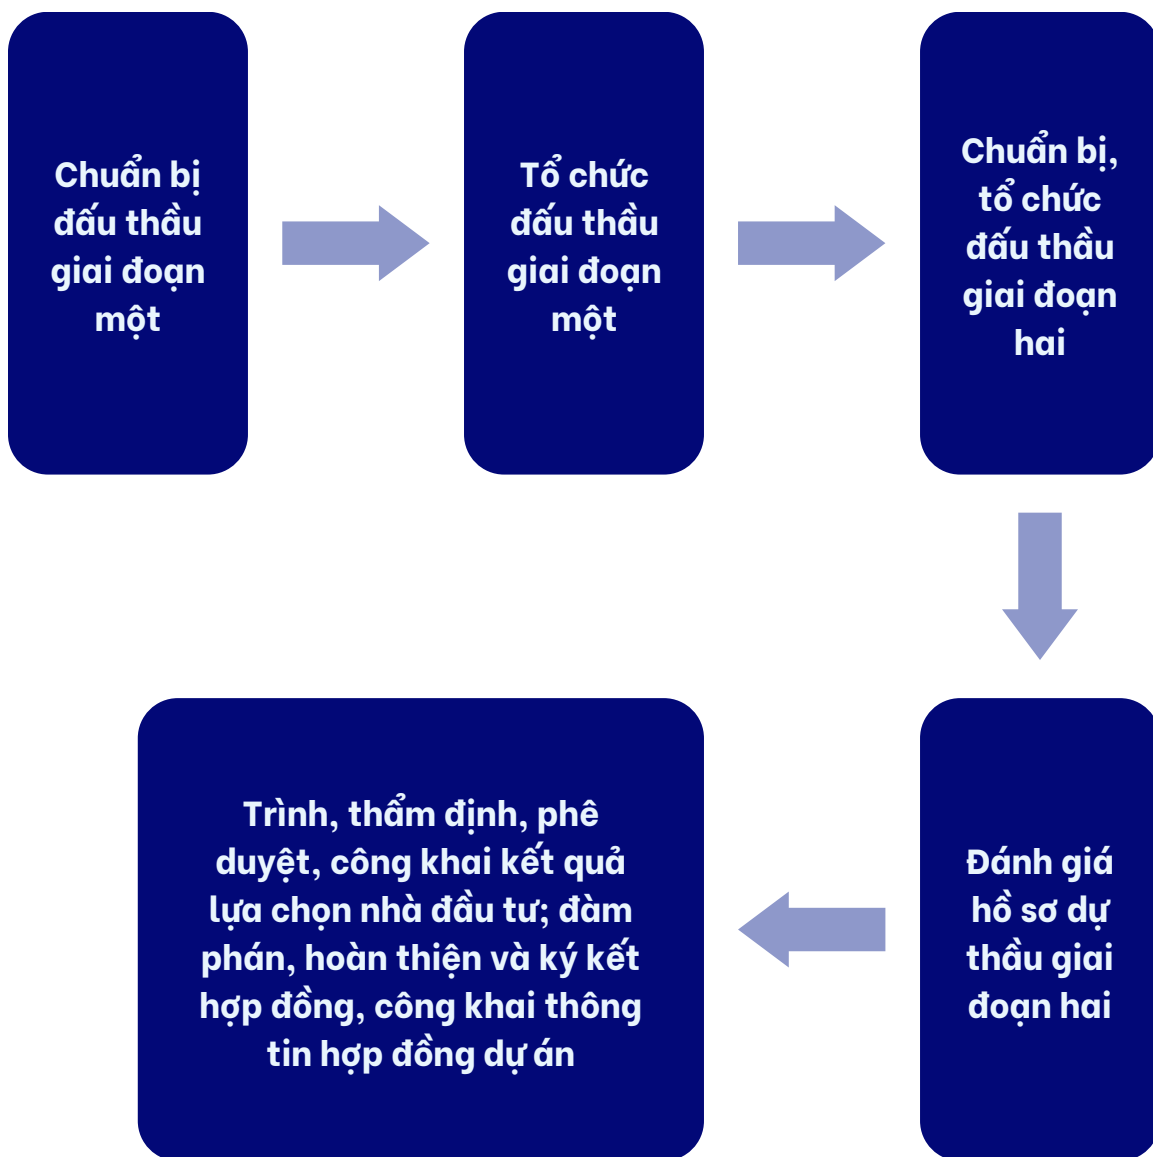 Chuẩn bị
đấu thầu
giai đoạn
một
Tổ chức
đấu thầu
giai đoạn
một
Chuẩn bị,
tổ chức
đấu thầu
giai đoạn
hai
Đánh giá
hồ sơ dự
thầu giai
đoạn hai
Trình, thẩm định, phê
duyệt, công khai kết quả
lựa chọn nhà đầu tư; đàm
phán, hoàn thiện và ký kết
hợp đồng, công khai thông
tin hợp đồng dự án